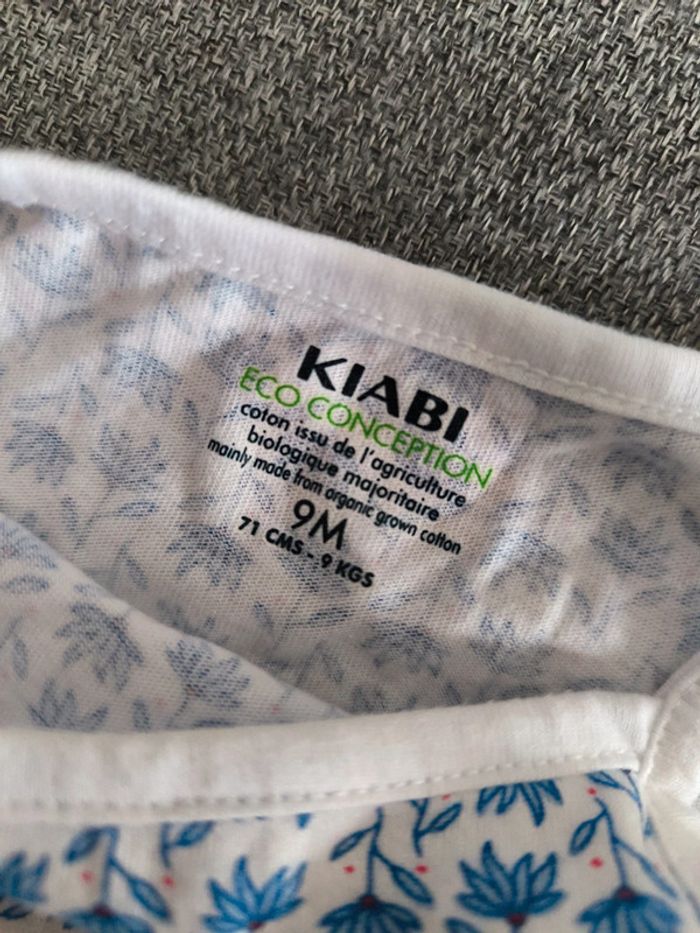 KIABI
ECO CONCEPTION
coton issu de l'agriculture
biologique majoritaire
mainly made from organic grown cotton
9M
71 CMS - 9 KGS